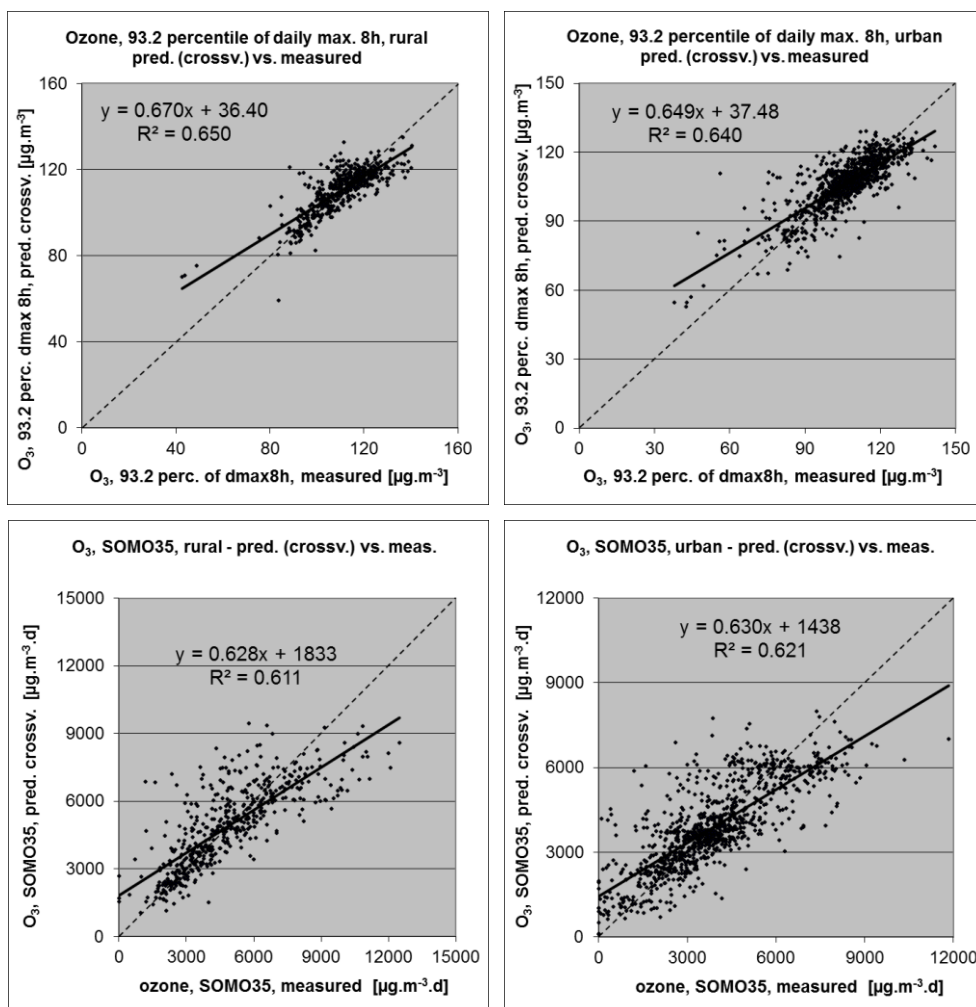 Ozone, 93.2 percentile of daily max. 8h, rural
pred. (crossv.) vs. measured
160
120
80
40
0
0
40
80
120
160
y = 0.670x + 36.40
R² = 0.650
O₃, 93.2 perc. dmax 8h, pred. crossv. [µg.m⁻³]
O₃, 93.2 perc. of dmax8h, measured [µg.m⁻³]
Ozone, 93.2 percentile of daily max. 8h, urban
pred. (crossv.) vs. measured
150
120
90
60
30
0
0
30
60
90
120
150
y = 0.649x + 37.48
R² = 0.640
O₃, 93.2 perc. dmax 8h, pred. crossv. [µg.m⁻³]
O₃, 93.2 perc. of dmax8h, measured [µg.m⁻³]
O₃, SOMO35, rural - pred. (crossv.) vs. meas.
15000
12000
9000
6000
3000
0
0
3000
6000
9000
12000
15000
y = 0.628x + 1833
R² = 0.611
O₃, SOMO35, pred. crossv. [µg.m⁻³.d]
ozone, SOMO35, measured [µg.m⁻³.d]
O₃, SOMO35, urban - pred. (crossv.) vs. meas.
12000
9000
6000
3000
0
0
3000
6000
9000
12000
y = 0.630x + 1438
R² = 0.621
O₃, SOMO35, pred. crossv. [µg.m⁻³.d]
ozone, SOMO35, measured [µg.m⁻³.d]